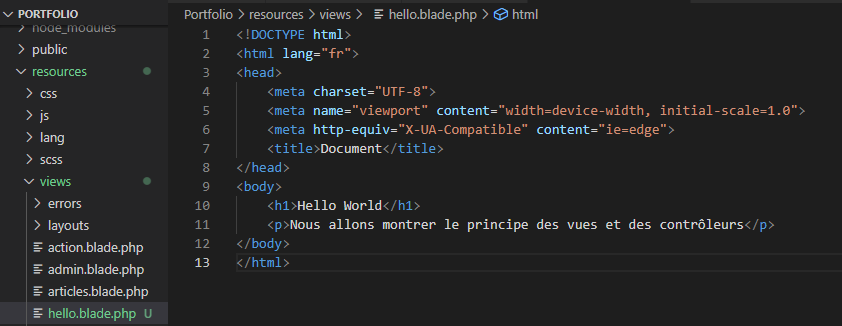 PORTFOLIO
node_modules
public
resources
css
js
lang
scss
views
errors
layouts
action.blade.php
admin.blade.php
articles.blade.php
hello.blade.php U
Portfolio > resources > views > hello.blade.php > html
1 <!DOCTYPE html>
2 <html lang="fr">
3 <head>
4 <meta charset="UTF-8">
5 <meta name="viewport" content="width=device-width, initial-scale=1.0">
6 <meta http-equiv="X-UA-Compatible" content="ie=edge">
7 <title>Document</title>
8 </head>
9 <body>
10 <h1>Hello World</h1>
11 <p>Nous allons montrer le principe des vues et des contrôleurs</p>
12 </body>
13 </html>